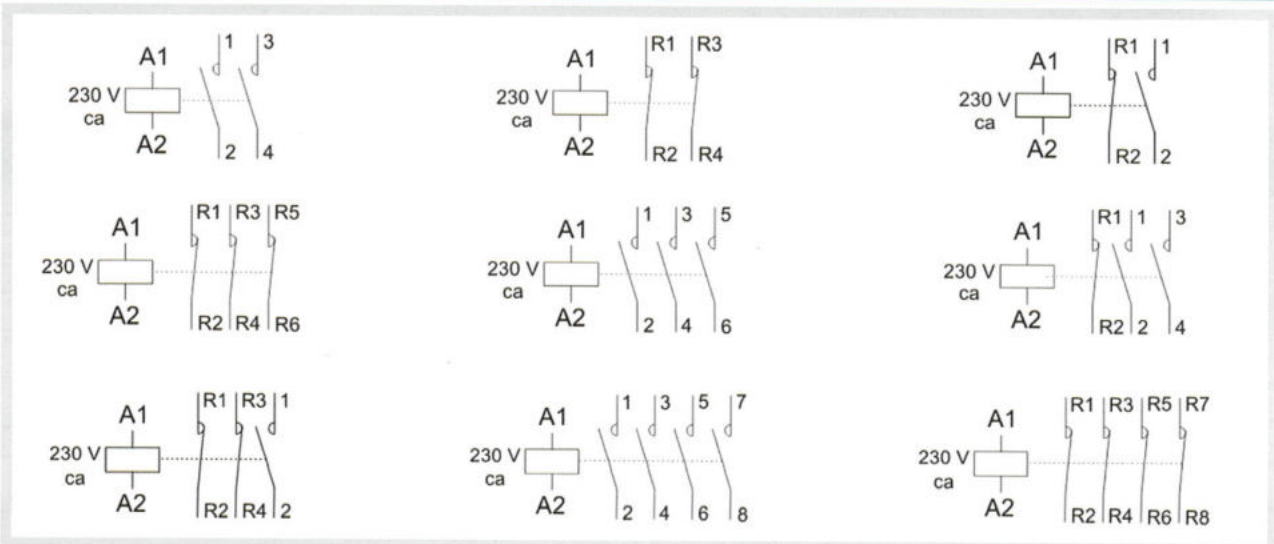 A1 1 3
230 V
ca
A2 2 4
A1 R1 R3
230 V
ca
A2 R2 R4
A1 R1 1
230 V
ca
A2 R2 2
A1 R1 R3 R5
230 V
ca
A2 R2 R4 R6
A1 1 3 5
230 V
ca
A2 2 4 6
A1 R1 1 3
230 V
ca
A2 R2 2 4
A1 R1 R3 1
230 V
ca
A2 R2 R4 2
A1 1 3 5 7
230 V
ca
A2 2 4 6 8
A1 R1 R3 R5 R7
230 V
ca
A2 R2 R4 R6 R8